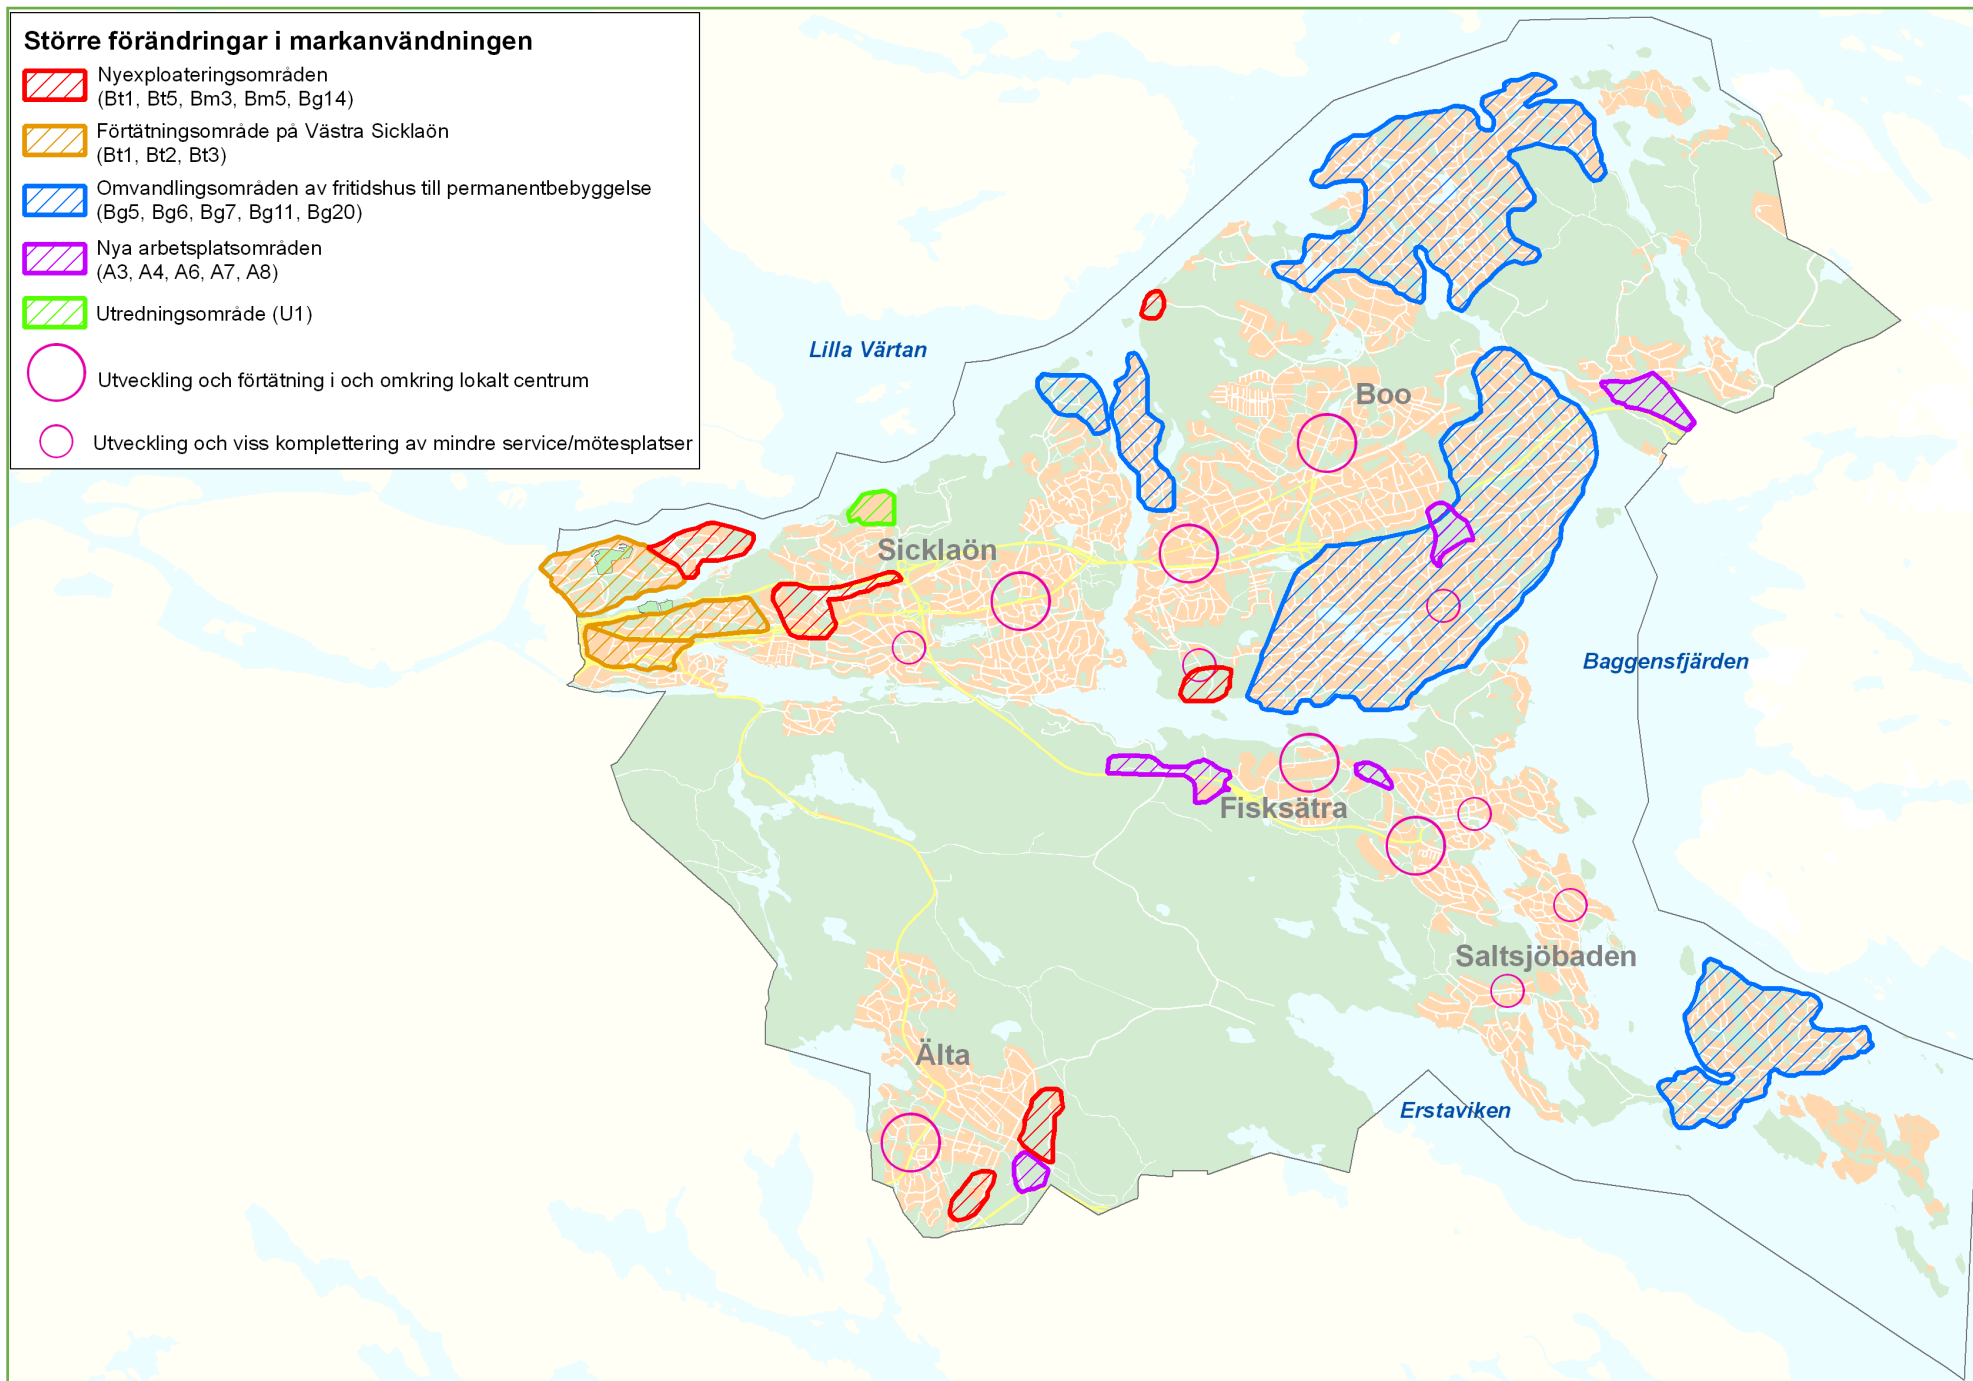 Större förändringar i markanvändningen
Nyexploateringsområden
(Bt1, Bt5, Bm3, Bm5, Bg14)
Förtätningsområde på Västra Sicklaön
(Bt1, Bt2, Bt3)
Omvandlingsområden av fritidshus till permanentbebyggelse
(Bg5, Bg6, Bg7, Bg11, Bg20)
Nya arbetsplatsområden
(A3, A4, A6, A7, A8)
Utredningsområde (U1)
Utveckling och förtätning i och omkring lokalt centrum
Utveckling och viss komplettering av mindre service/mötesplatser
Lilla Värtan
Boo
Sicklaön
Baggensfjärden
Fisksätra
Saltsjöbaden
Älta
Erstaviken